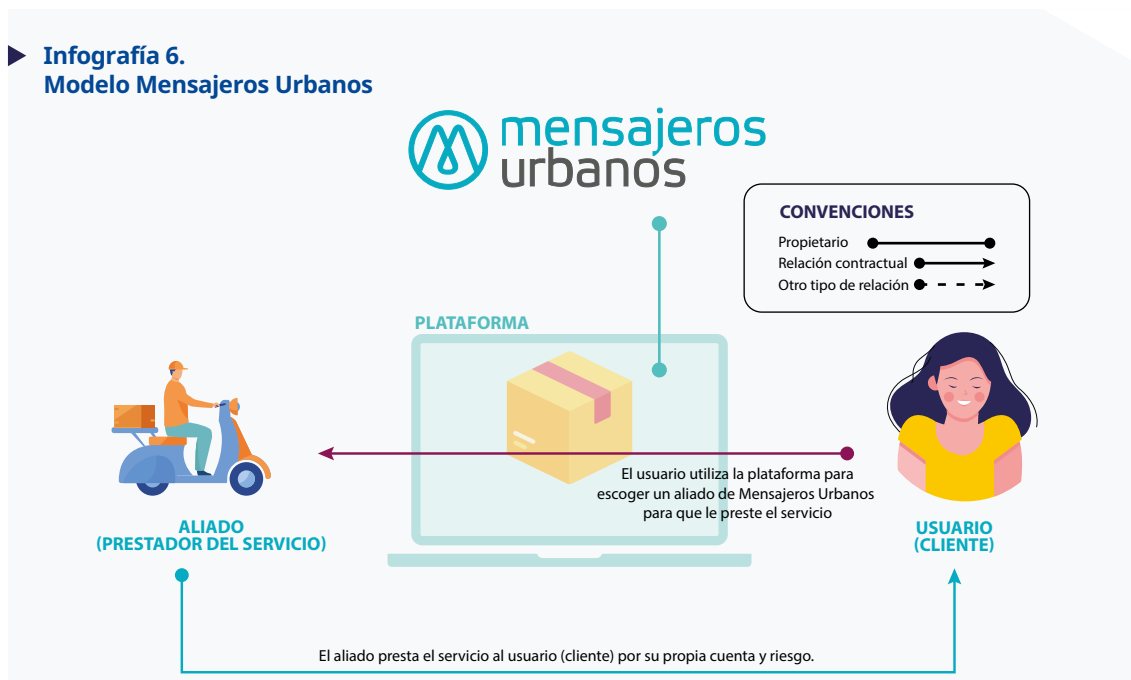 Infografía 6.
Modelo Mensajeros Urbanos
mensajeros
urbanos
CONVENCIONES
Propietario
Relación contractual
Otro tipo de relación
PLATAFORMA
El usuario utiliza la plataforma para
escoger un aliado de Mensajeros Urbanos
para que le preste el servicio
ALIADO
(PRESTADOR DEL SERVICIO)
USUARIO
(CLIENTE)
El aliado presta el servicio al usuario (cliente) por su propia cuenta y riesgo.